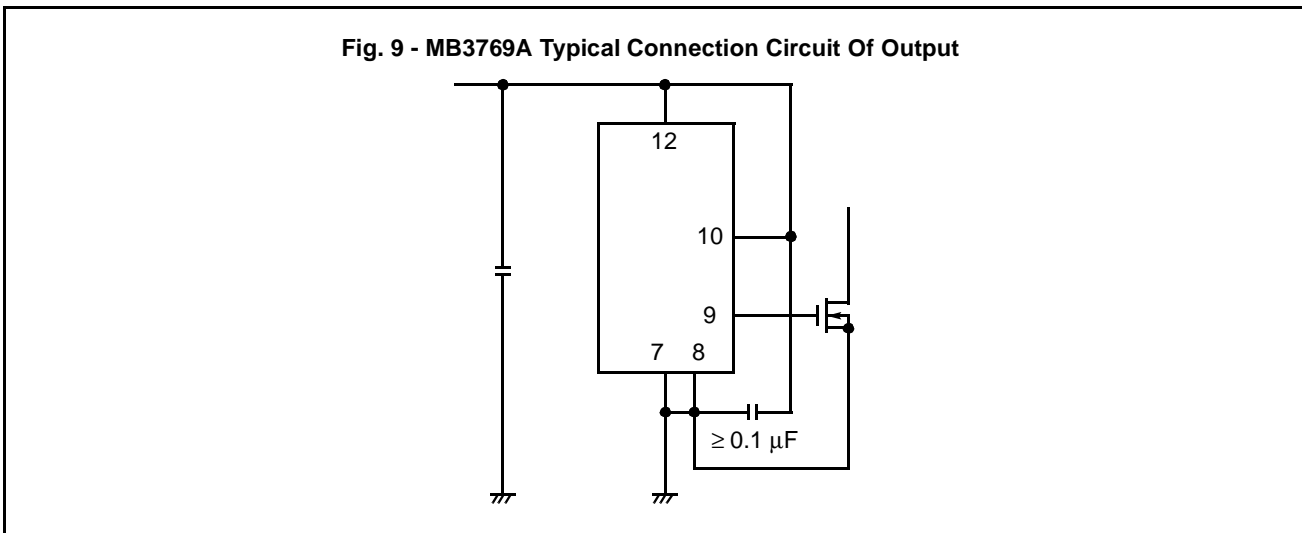 Fig. 9 - MB3769A Typical Connection Circuit Of Output
12
10
9
7 8
≥ 0.1 μF